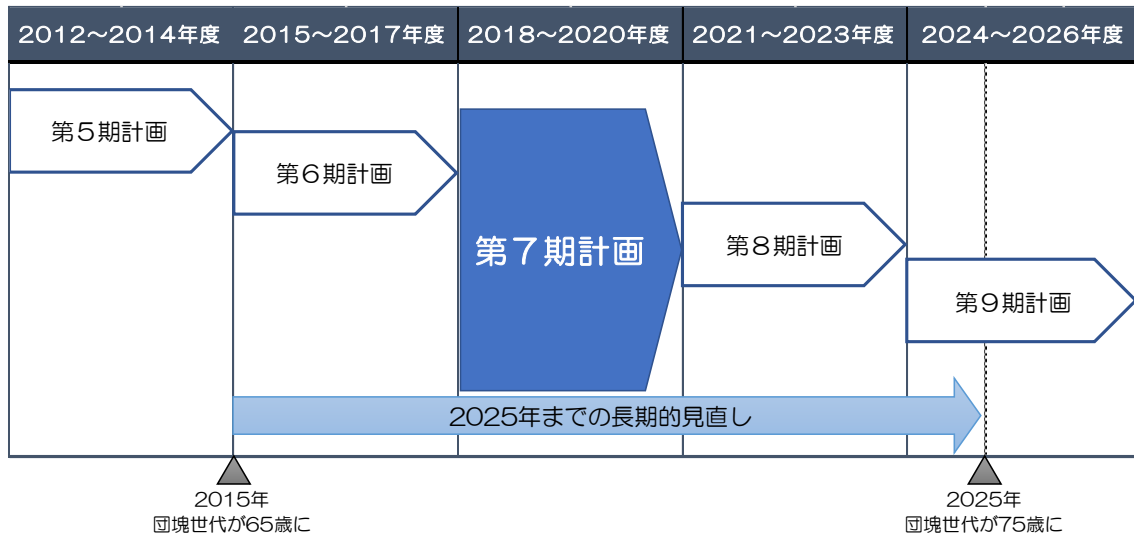 2012～2014年度
2015～2017年度
2018～2020年度
2021～2023年度
2024～2026年度
第５期計画
第６期計画
第７期計画
第８期計画
第９期計画
2025年までの長期的見直し
2015年
団塊世代が65歳に
2025年
団塊世代が75歳に